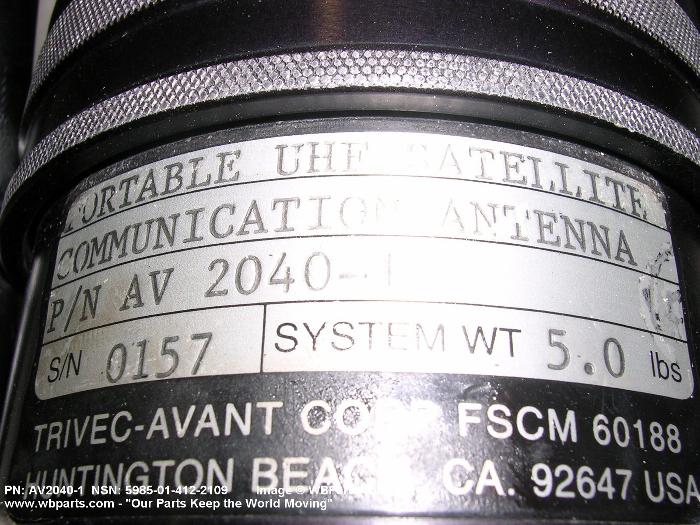 PORTABLE UHF SATELLITE
COMMUNICATION ANTENNA
P/N AV 2040-1
S/N 0157 SYSTEM WT 5.0 lbs
TRIVEC-AVANT CORP FSCM 60188
HUNTINGTON BEACH, CA. 92647 USA
PN: AV2040-1 NSN: 5985-01-412-2109 Image ©
www.wbparts.com - "Our Parts Keep the World Moving"